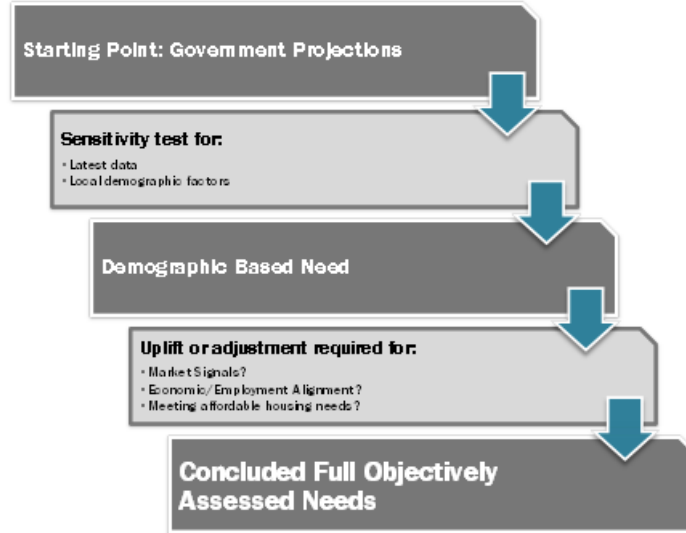 Starting Point: Government Projections
Sensitivity test for:
• Latest data
• Local demographic factors
Demographic Based Need
Uplift or adjustment required for:
• Market Signals?
• Economic/Employment Alignment?
• Meeting affordable housing needs?
Concluded Full Objectively
Assessed Needs